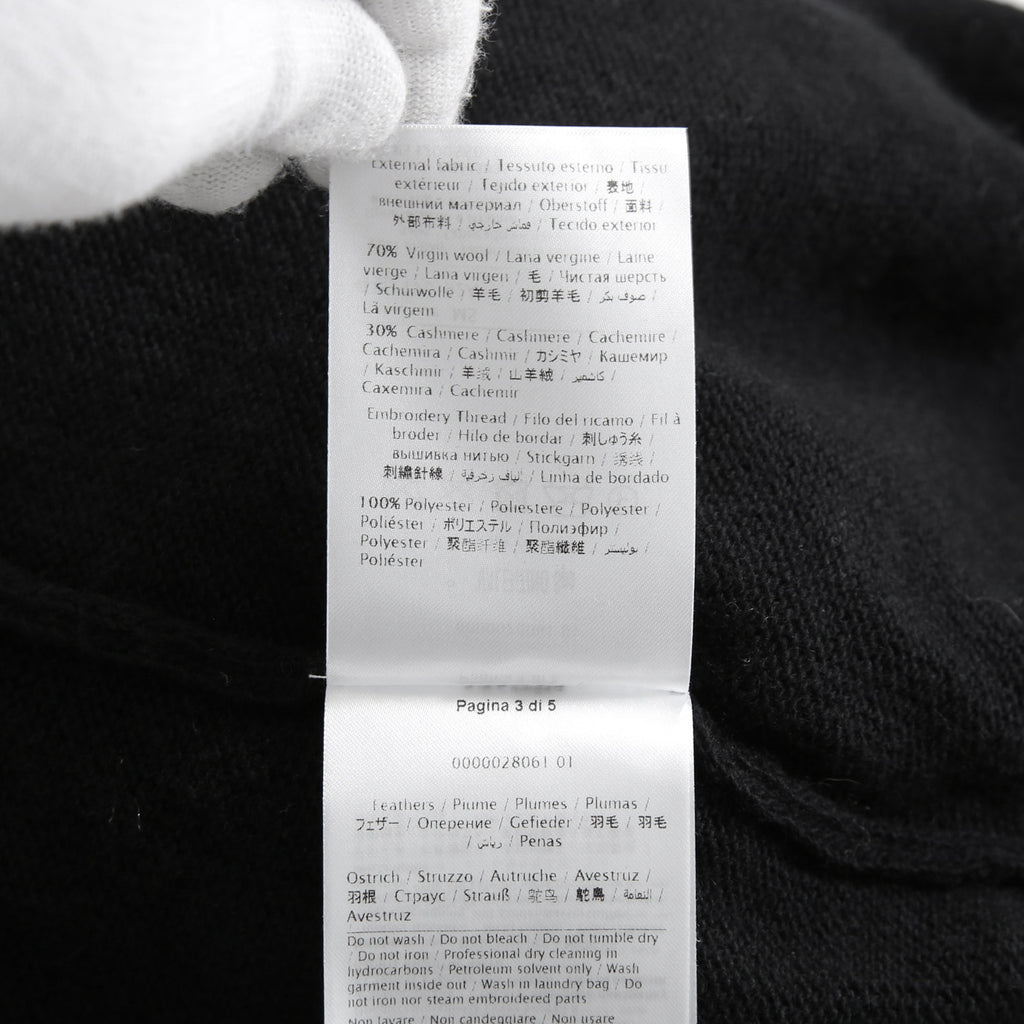 External fabric / Tessuto esterno / Tissu
extérieur / Tejido exterior / 表地 /
внешний материал / Oberstoff / 面料 /
外部布料 / قماش خارجي / Tecido exterior
70% Virgin wool / Lana vergine / Laine
vierge / Lana virgen / 毛 / Чистая шерсть
/ Schurwolle / 羊毛 / 初剪羊毛 / صوف بكر /
Lã virgem
30% Cashmere / Cashmere / Cachemire /
Cachemira / Cashmir / カシミヤ / Кашемир
/ Kaschmir / 羊绒 / 山羊絨 / كاشمير /
Caxemira / Cachemir
Embroidery Thread / Filo del ricamo / Fil à
broder / Hilo de bordar / 刺しゅう糸 /
вышивка нитью / Stickgarn / 绣线 /
刺繡針線 / ألياف زخرفية / Linha de bordado
100% Polyester / Poliestere / Polyester /
Poliéster / ポリエステル / Полиэфир /
Polyester / 聚酯纤维 / 聚酯纖維 / بوليستر /
Poliéster
Pagina 3 di 5
0000028061 01
Feathers / Piume / Plumes / Plumas /
フェザー / Оперение / Gefieder / 羽毛 / 羽毛
/ رياش / Penas
Ostrich / Struzzo / Autruche / Avestruz /
羽根 / Страус / Strauß / 鸵鸟 / 鴕鳥 / النعامة /
Avestruz
Do not wash / Do not bleach / Do not tumble dry
/ Do not iron / Professional dry cleaning in
hydrocarbons / Petroleum solvent only / Wash
garment inside out / Wash in laundry bag / Do
not iron nor steam embroidered parts
Non lavare / Non candeggiare / Non usare